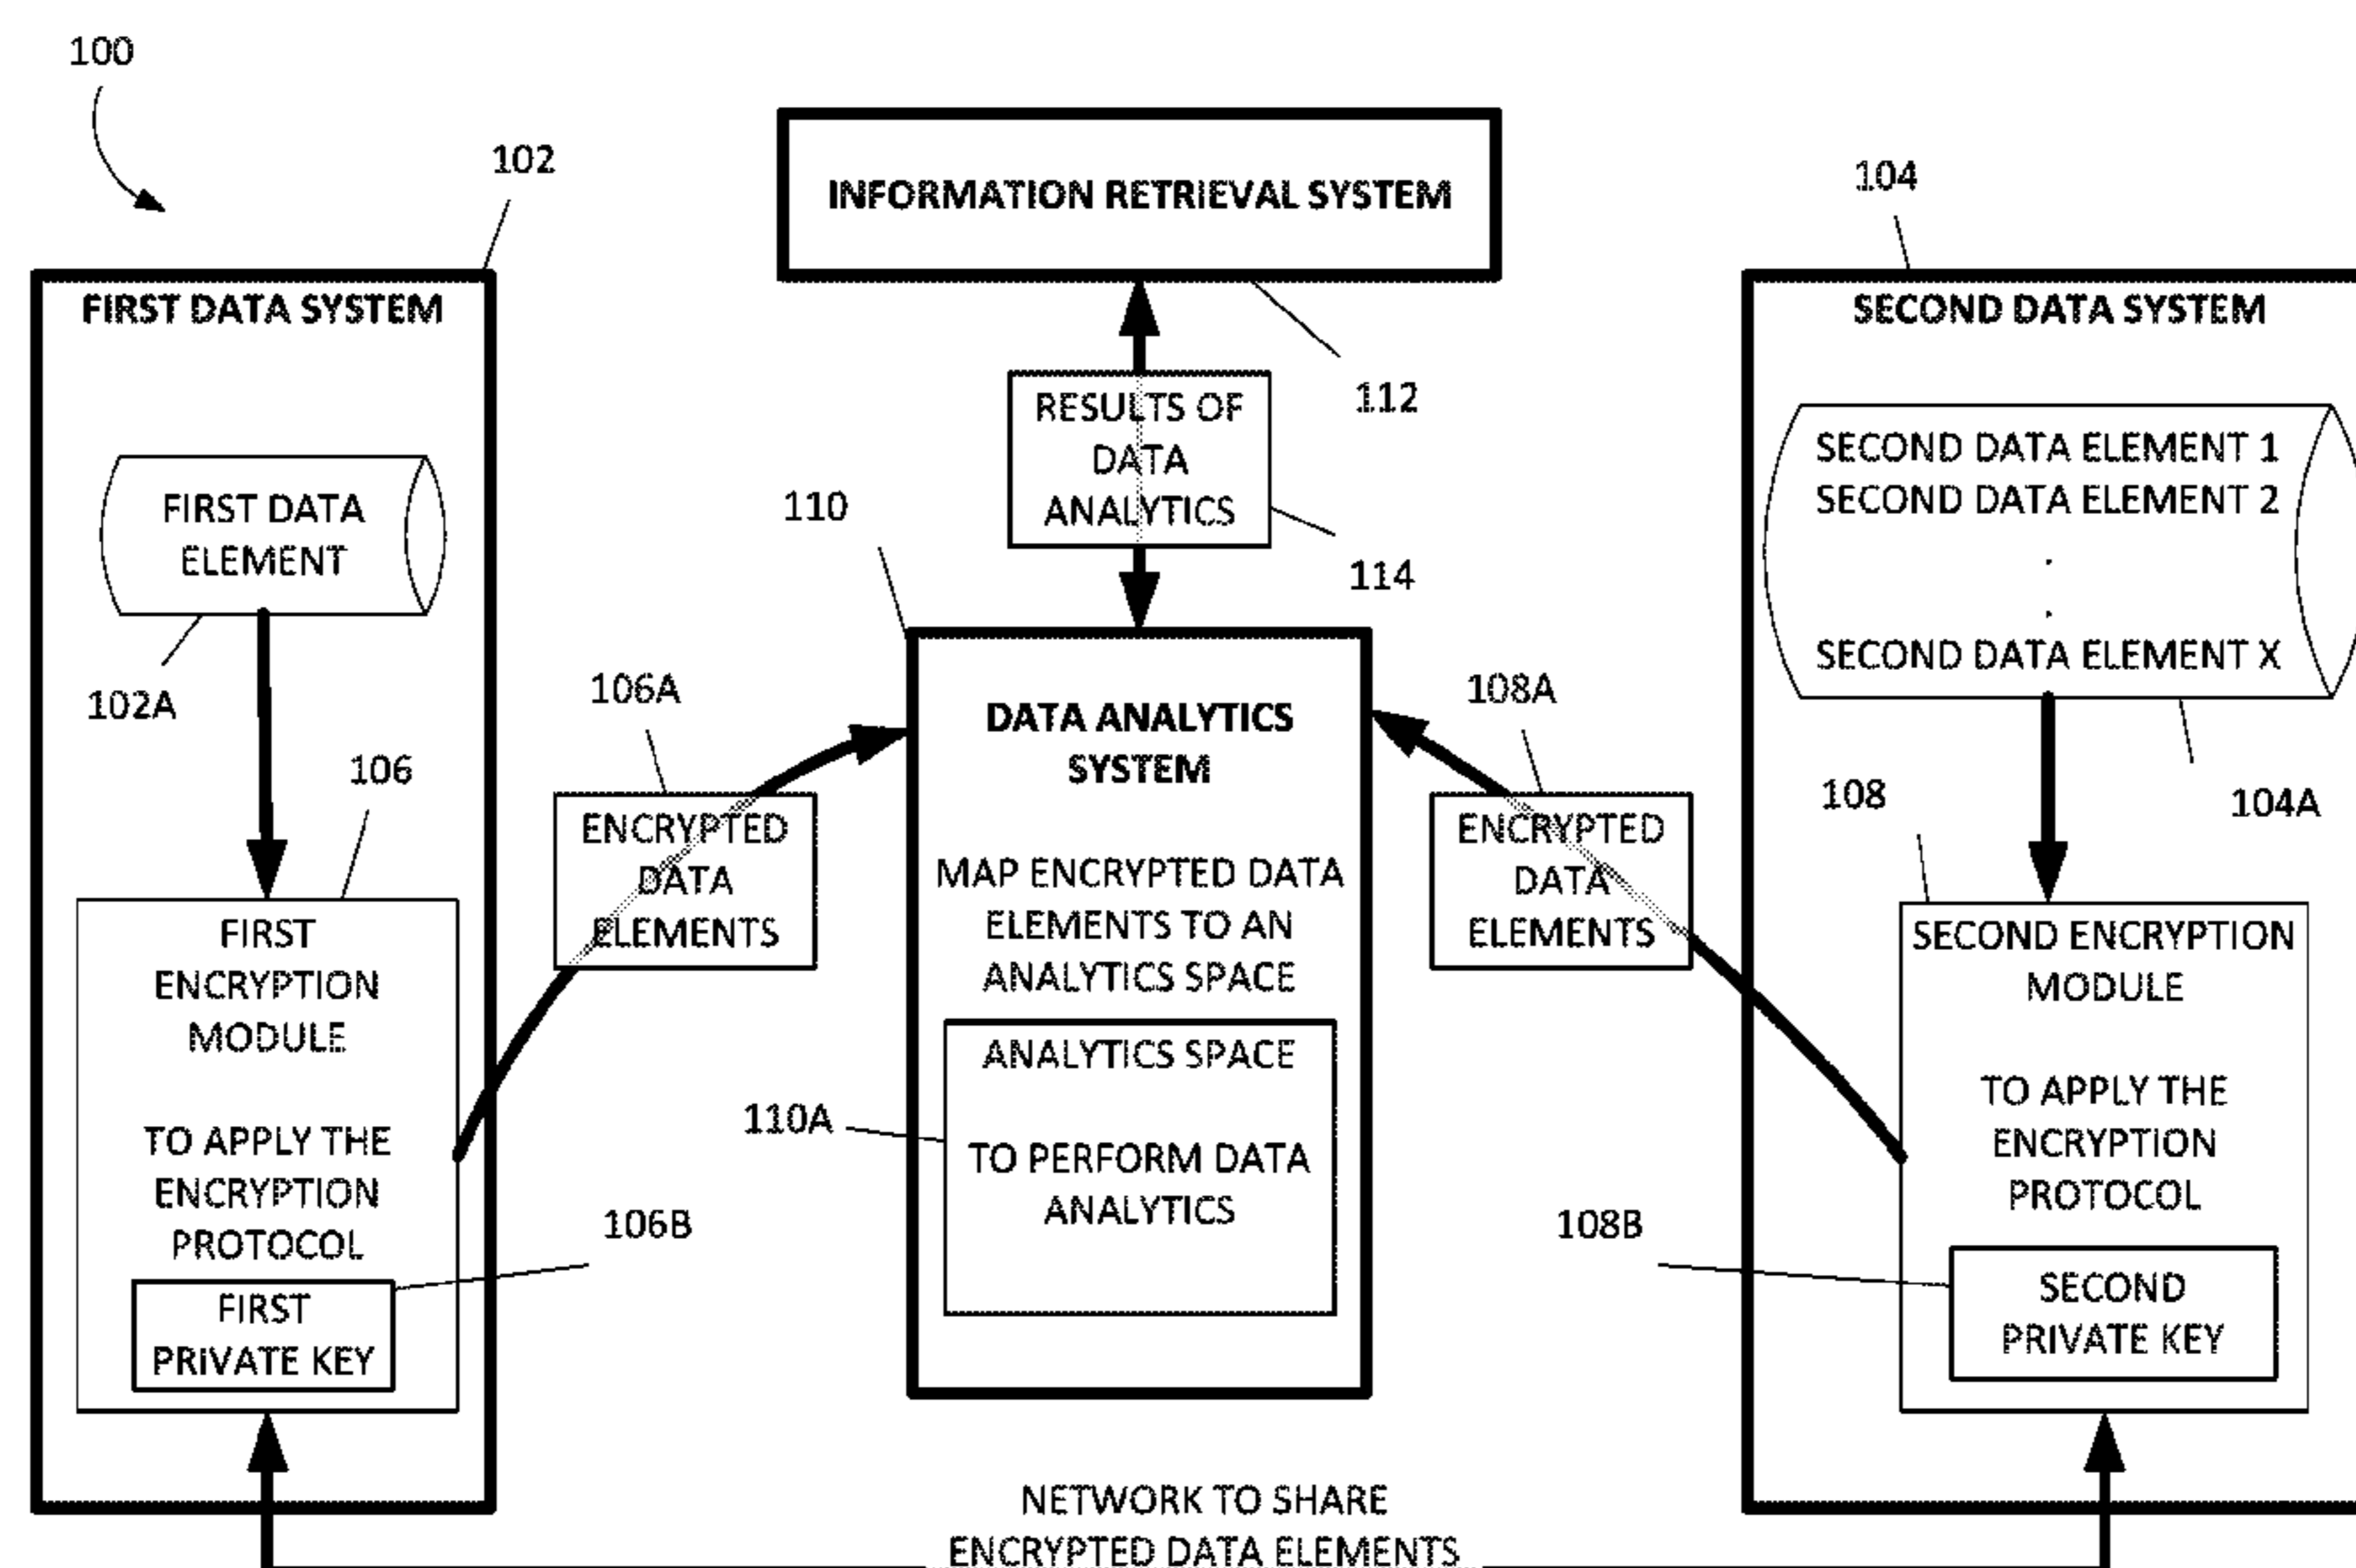 100
102
INFORMATION RETRIEVAL SYSTEM
104
FIRST DATA SYSTEM
SECOND DATA SYSTEM
112
RESULTS OF
DATA
ANALYTICS
114
FIRST DATA
ELEMENT
102A
SECOND DATA ELEMENT 1
SECOND DATA ELEMENT 2
.
.
SECOND DATA ELEMENT X
104A
110
106A
108A
DATA ANALYTICS
SYSTEM
MAP ENCRYPTED DATA
ELEMENTS TO AN
ANALYTICS SPACE
ENCRYPTED
DATA
ELEMENTS
ENCRYPTED
DATA
ELEMENTS
106
108
FIRST
ENCRYPTION
MODULE
TO APPLY THE
ENCRYPTION
PROTOCOL
FIRST
PRIVATE KEY
106B
110A
ANALYTICS SPACE
TO PERFORM DATA
ANALYTICS
SECOND ENCRYPTION
MODULE
TO APPLY THE
ENCRYPTION
PROTOCOL
108B
SECOND
PRIVATE KEY
NETWORK TO SHARE
ENCRYPTED DATA ELEMENTS